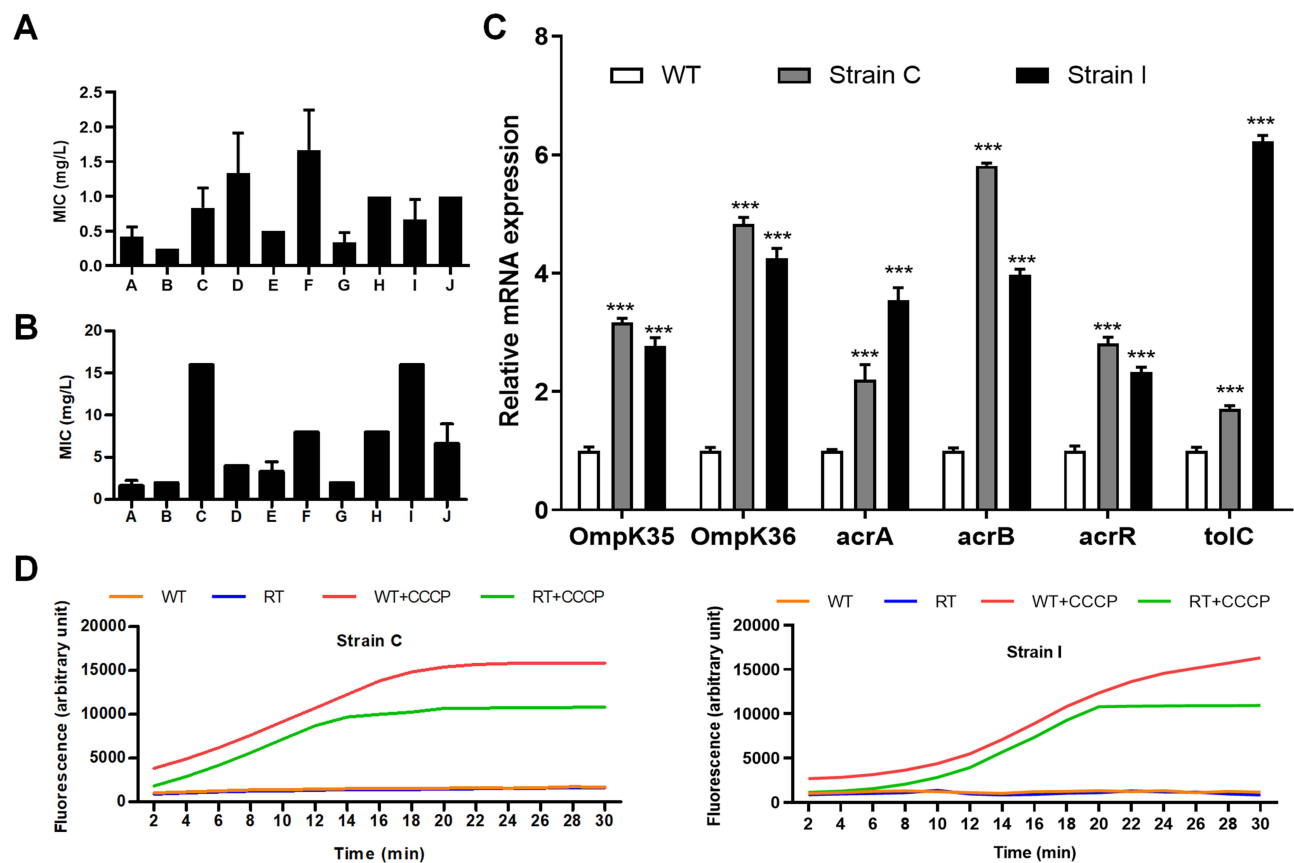 A
MIC (mg/L)
2.5
2.0
1.5
1.0
0.5
0.0
A B C D E F G H I J
B
MIC (mg/L)
20
15
10
5
0
A B C D E F G H I J
C
Relative mRNA expression
8
6
4
2
0
WT Strain C Strain I
*** *** *** *** *** *** *** *** *** *** *** ***
OmpK35 OmpK36 acrA acrB acrR tolC
D
WT RT WT+CCCP RT+CCCP
Strain C
Fluorescence (arbitrary unit)
20000
15000
10000
5000
0
2 4 6 8 10 12 14 16 18 20 22 24 26 28 30
Time (min)
WT RT WT+CCCP RT+CCCP
Strain I
Fluorescence (arbitrary unit)
20000
15000
10000
5000
0
2 4 6 8 10 12 14 16 18 20 22 24 26 28 30
Time (min)